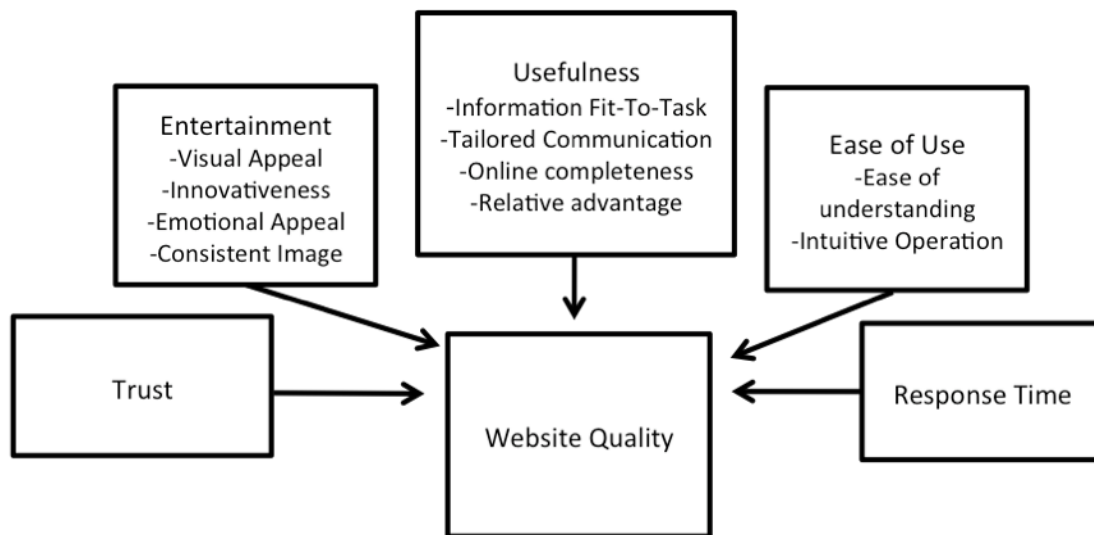 Usefulness
-Information Fit-To-Task
-Tailored Communication
-Online completeness
-Relative advantage
Entertainment
-Visual Appeal
-Innovativeness
-Emotional Appeal
-Consistent Image
Ease of Use
-Ease of
understanding
-Intuitive Operation
Trust
Website Quality
Response Time